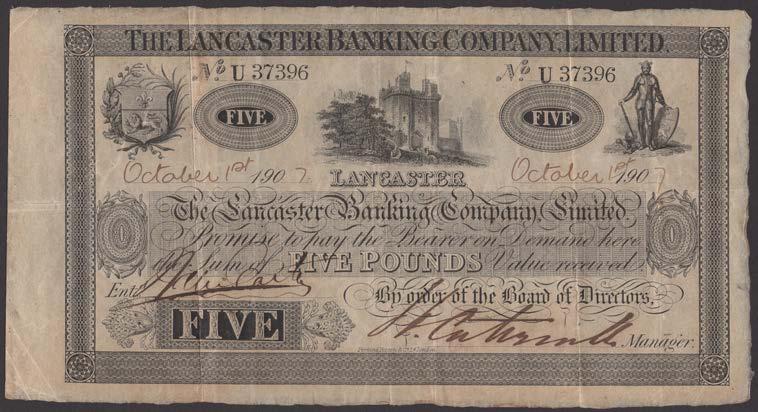 THE LANCASTER BANKING COMPANY, LIMITED.
No U 37396 No U 37396
FIVE FIVE
October 1st 1907 October 1st 1907
LANCASTER
The Lancaster Banking Company, Limited.
Promise to pay the Bearer on Demand here
the Sum of FIVE POUNDS Value received.
Entd
By order of the Board of Directors,
FIVE
Manager.